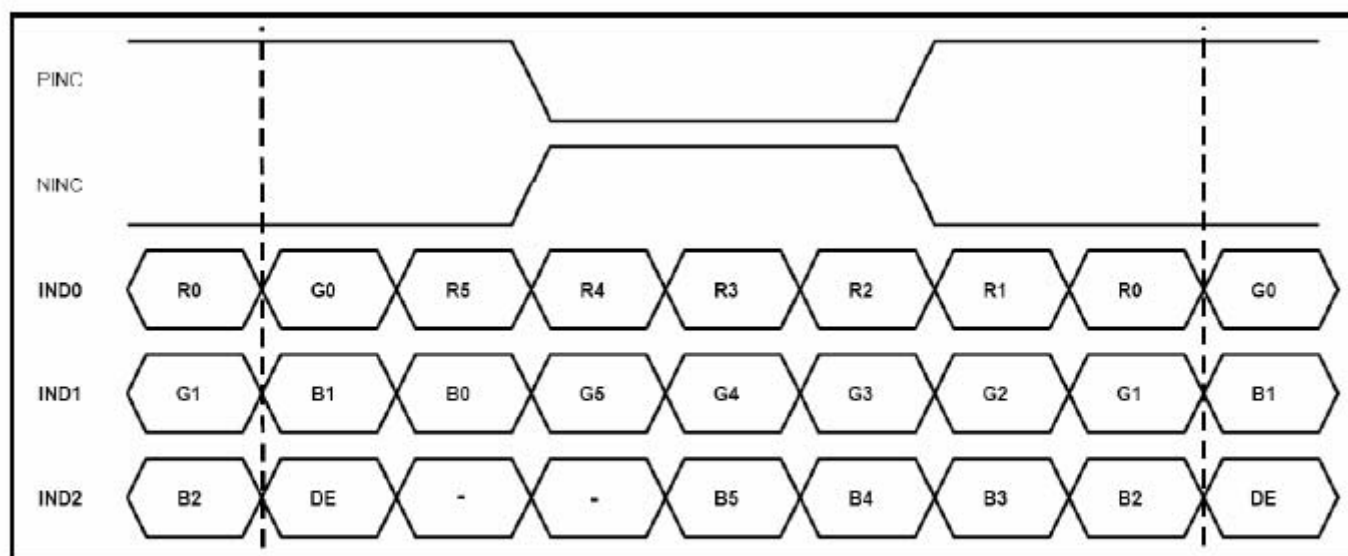 PINC
NINC
IND0 R0 G0 R5 R4 R3 R2 R1 R0 G0
IND1 G1 B1 B0 G5 G4 G3 G2 G1 B1
IND2 B2 DE - - B5 B4 B3 B2 DE